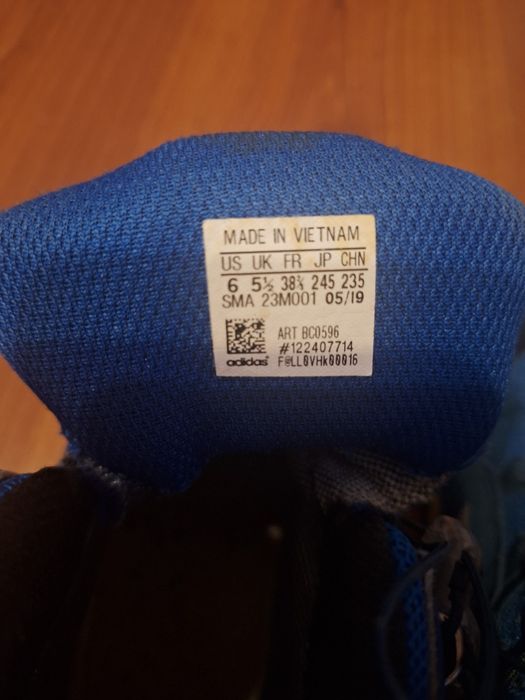 MADE IN VIETNAM
US UK FR JP CHN
6 5½ 38⅔ 245 235
SMA 23M001 05/19
ART BC0596
#122407714
adidas F@LL0VHk00016